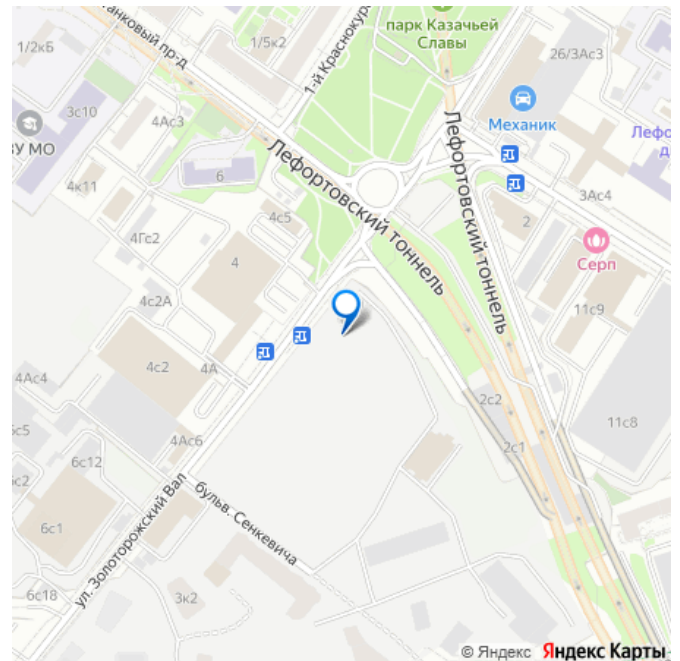 парк Казачьей
Славы
анковый пр-д
1/2к6
1/5к2
1-й Краснокур
26/3Ас3
Механик
3с10
4Ас3
ВУ МО
Лефо
д
Лефортовский тоннель
Лефортовский тоннель
6
4к11
3Ас4
4с5
2
4Гс2
4
Серп
4с2А
11с9
4с2
4А
4Ас4
2с2
11с8
6с5
4Ас6
2с1
6с12
с2
бульв. Сенкевича
6с1
ул. Золоторожский Вал
6с18
3к2
© Яндекс Яндекс Карты